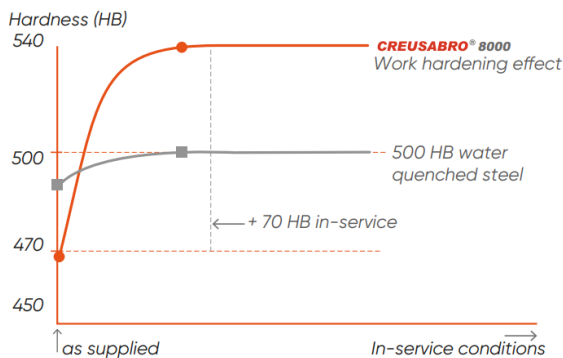 Hardness (HB)
540
CREUSABRO® 8000
Work hardening effect
500
500 HB water
quenched steel
+ 70 HB in-service
470
450
as supplied
In-service conditions